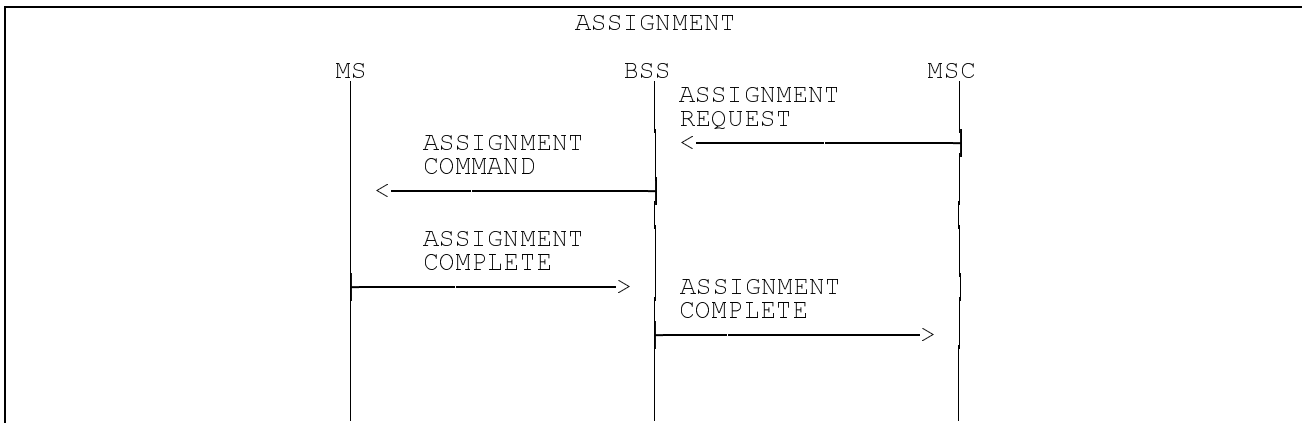 ASSIGNMENT
MS BSS MSC
ASSIGNMENT
REQUEST
ASSIGNMENT
COMMAND
ASSIGNMENT
COMPLETE
ASSIGNMENT
COMPLETE